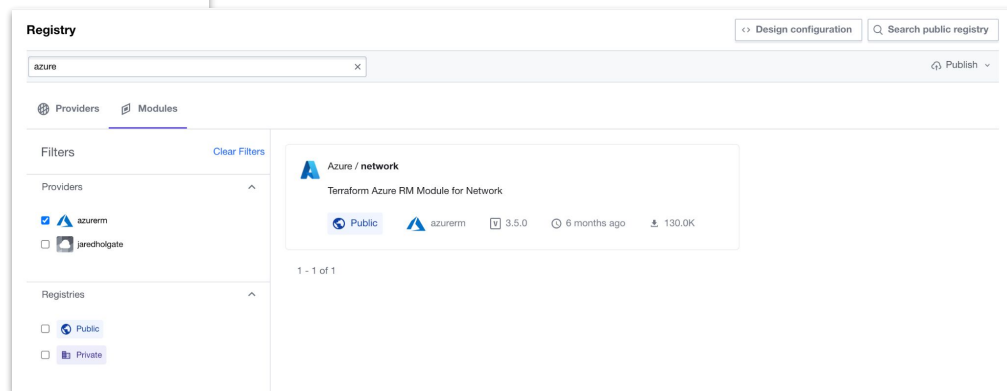 Registry
<> Design configuration
Search public registry
azure
Publish
Providers
Modules
Filters
Clear Filters
Providers
azurerm
jaredholgate
Registries
Public
Private
Azure / network
Terraform Azure RM Module for Network
Public
azurerm
V 3.5.0
6 months ago
130.0K
1 - 1 of 1